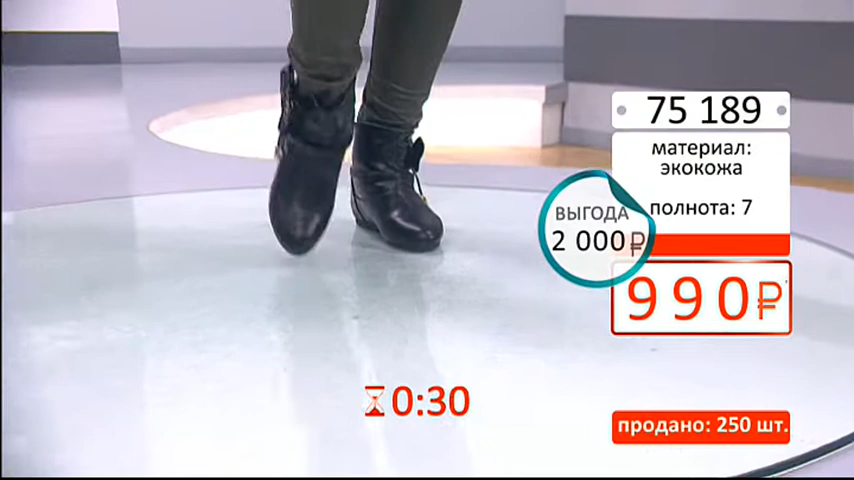 75 189
материал:
экокожа
полнота: 7
ВЫГОДА
2 000₽
990₽
0:30
продано: 250 шт.